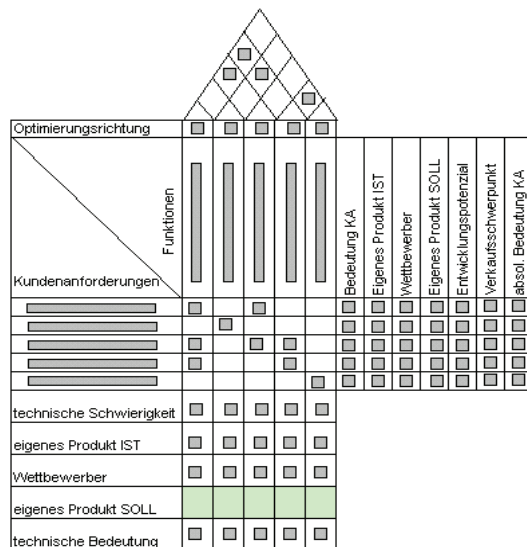 Optimierungsrichtung
Funktionen
Kundenanforderungen
Bedeutung KA
Eigenes Produkt IST
Wettbewerber
Eigenes Produkt SOLL
Entwicklungspotenzial
Verkaufsschwerpunkt
absol. Bedeutung KA
technische Schwierigkeit
eigenes Produkt IST
Wettbewerber
eigenes Produkt SOLL
technische Bedeutung